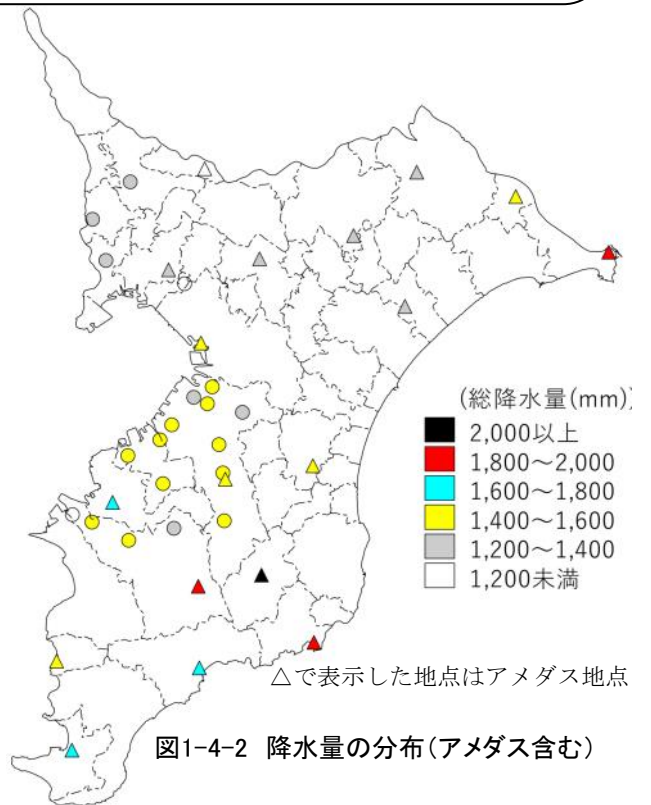 (総降水量(mm))
2,000以上
1,800～2,000
1,600～1,800
1,400～1,600
1,200～1,400
1,200未満
△で表示した地点はアメダス地点
図1-4-2 降水量の分布(アメダス含む)